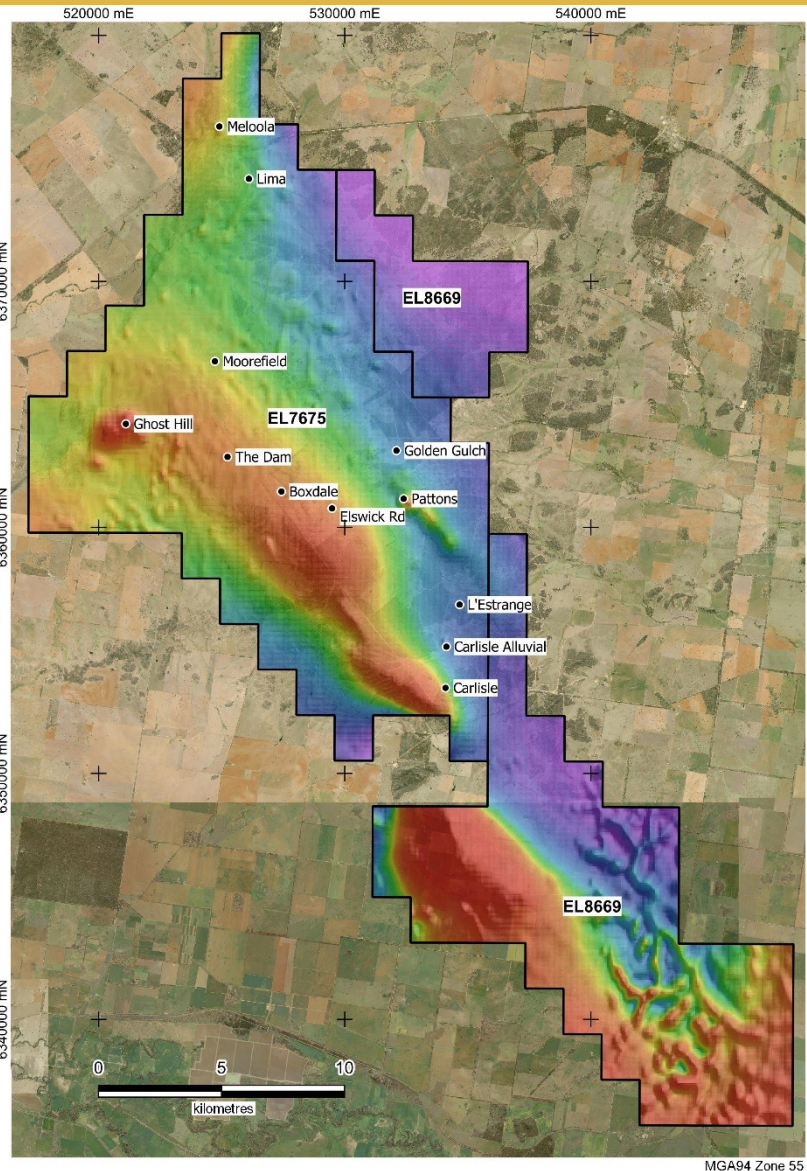 520000 mE
530000 mE
540000 mE
Meloola
Lima
6370000 mN
EL8669
Moorefield
EL7675
Ghost Hill
Golden Gulch
The Dam
Boxdale
Pattons
Elswick Rd
6360000 mN
L'Estrange
Carlisle Alluvial
Carlisle
6350000 mN
EL8669
6340000 mN
0 5 10
kilometres
MGA94 Zone 55